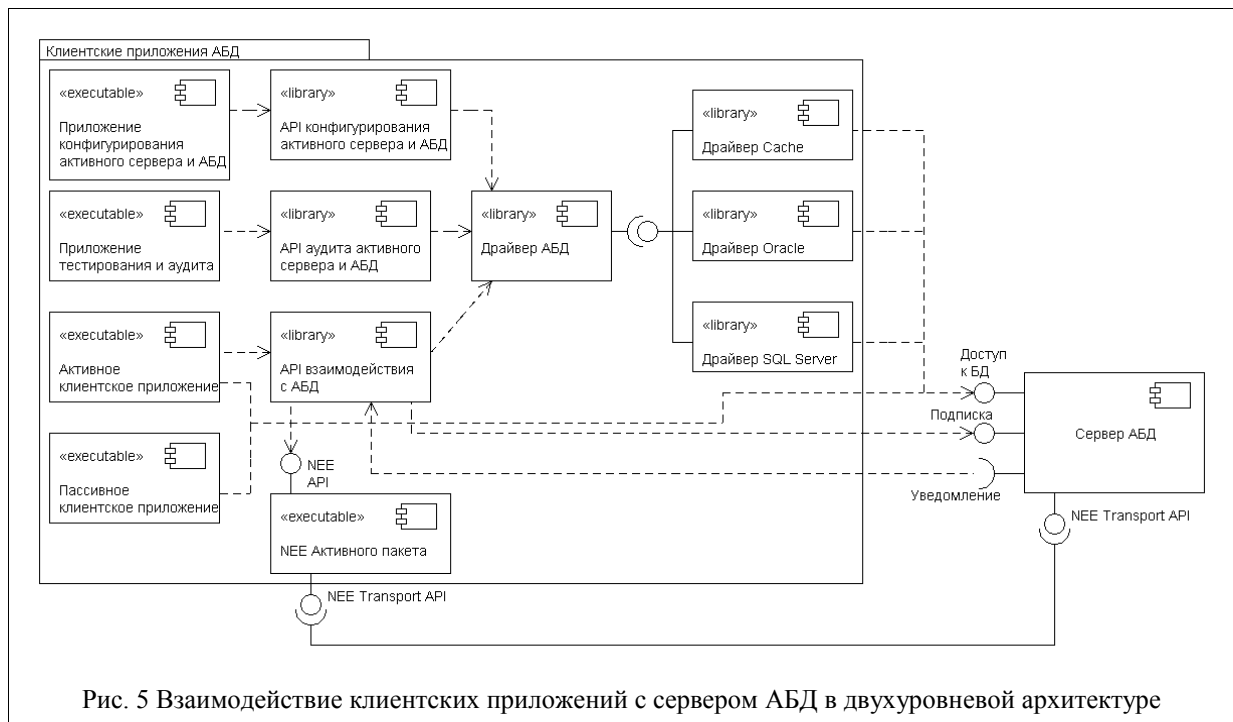 Клиентские приложения АБД
«executable»
Приложение
конфигурирования
активного сервера и АБД
«library»
API конфигурирования
активного сервера и АБД
«library»
Драйвер Cache
«executable»
Приложение
тестирования и аудита
«library»
API аудита активного
сервера и АБД
«library»
Драйвер АБД
«library»
Драйвер Oracle
«executable»
Активное
клиентское приложение
«library»
API взаимодействия
с АБД
«library»
Драйвер SQL Server
Доступ
к БД
Подписка
Уведомление
Сервер АБД
NEE Transport API
«executable»
Пассивное
клиентское приложение
NEE
API
«executable»
NEE Активного пакета
NEE Transport API
Рис. 5 Взаимодействие клиентских приложений с сервером АБД в двухуровневой архитектуре